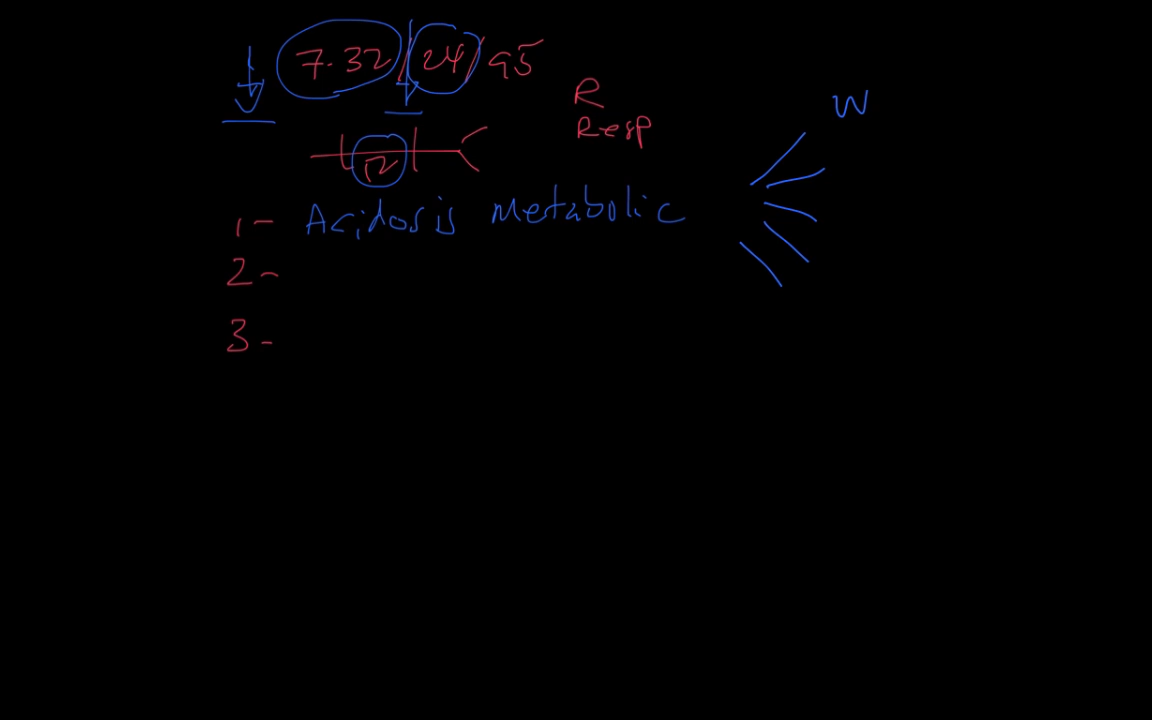 7.32/24/95
R
Resp
W
12
1- Acidosis Metabolic
2-
3-